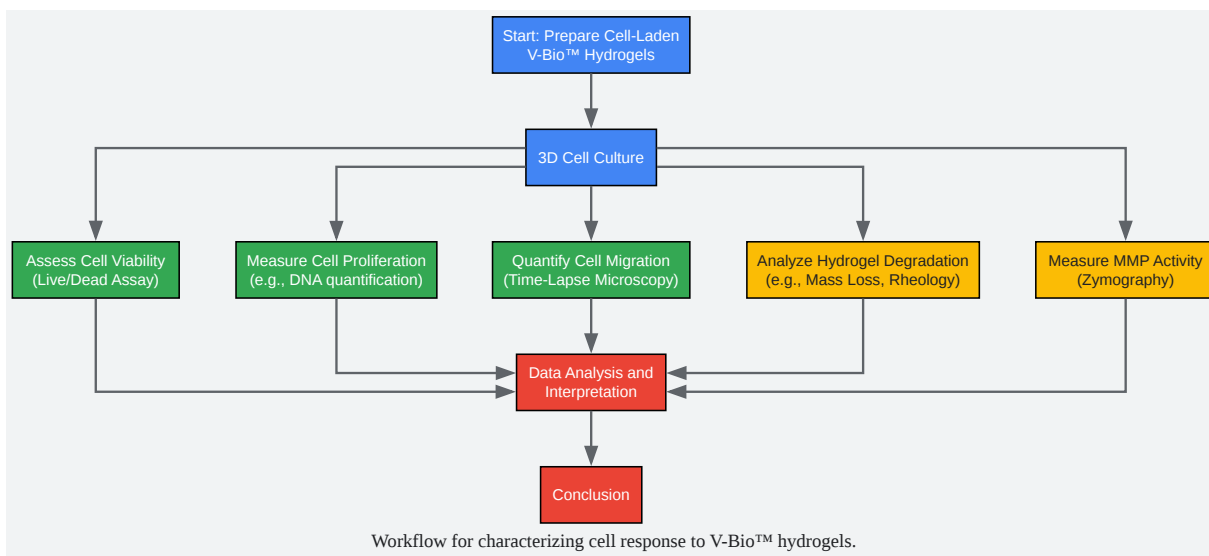 Start: Prepare Cell-Laden
V-Bio™ Hydrogels
3D Cell Culture
Assess Cell Viability
(Live/Dead Assay)
Measure Cell Proliferation
(e.g., DNA quantification)
Quantify Cell Migration
(Time-Lapse Microscopy)
Analyze Hydrogel Degradation
(e.g., Mass Loss, Rheology)
Measure MMP Activity
(Zymography)
Data Analysis and
Interpretation
Conclusion
Workflow for characterizing cell response to V-Bio™ hydrogels.